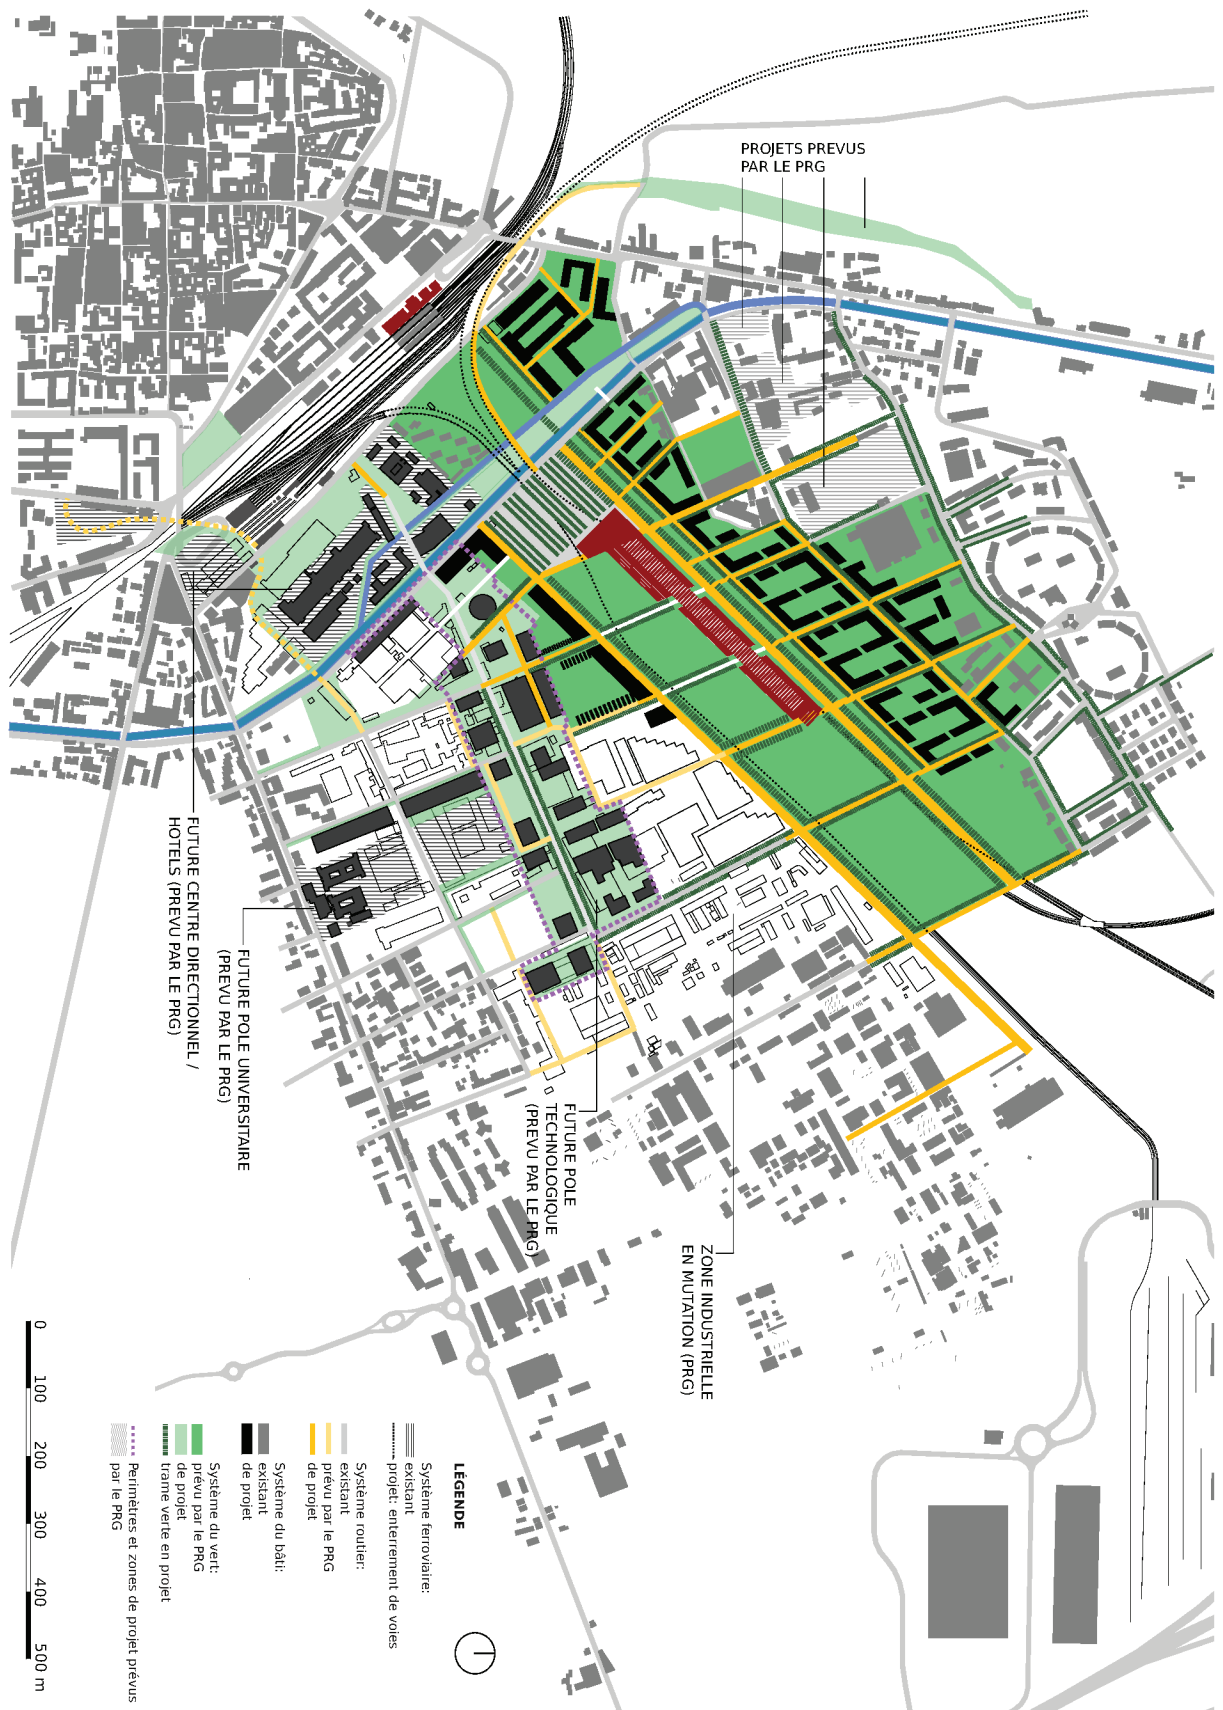 PROJETS PREVUS
PAR LE PRG
FUTURE CENTRE DIRECTIONNEL /
HOTELS (PREVU PAR LE PRG)
FUTURE POLE UNIVERSITAIRE
(PREVU PAR LE PRG)
FUTURE POLE
TECHNOLOGIQUE
(PREVU PAR LE PRG)
ZONE INDUSTRIELLE
EN MUTATION (PRG)
LÉGENDE
Système ferroviaire:
existant
projet: enterrement de voies
Système routier:
existant
prévu par le PRG
de projet
Système du bâti:
existant
de projet
Système du vert:
prévu par le PRG
de projet
trame verte en projet
Perimètres et zones de projet prévus
par le PRG
0 100 200 300 400 500 m